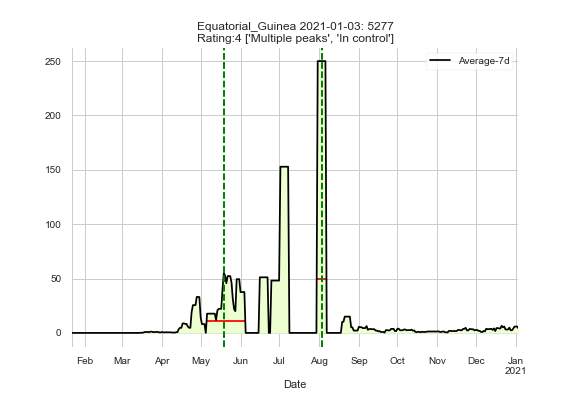 Equatorial_Guinea 2021-01-03: 5277
Rating:4 ['Multiple peaks', 'In control']
Average-7d
250
200
150
100
50
0
Feb Mar Apr May Jun Jul Aug Sep Oct Nov Dec Jan
2021
Date